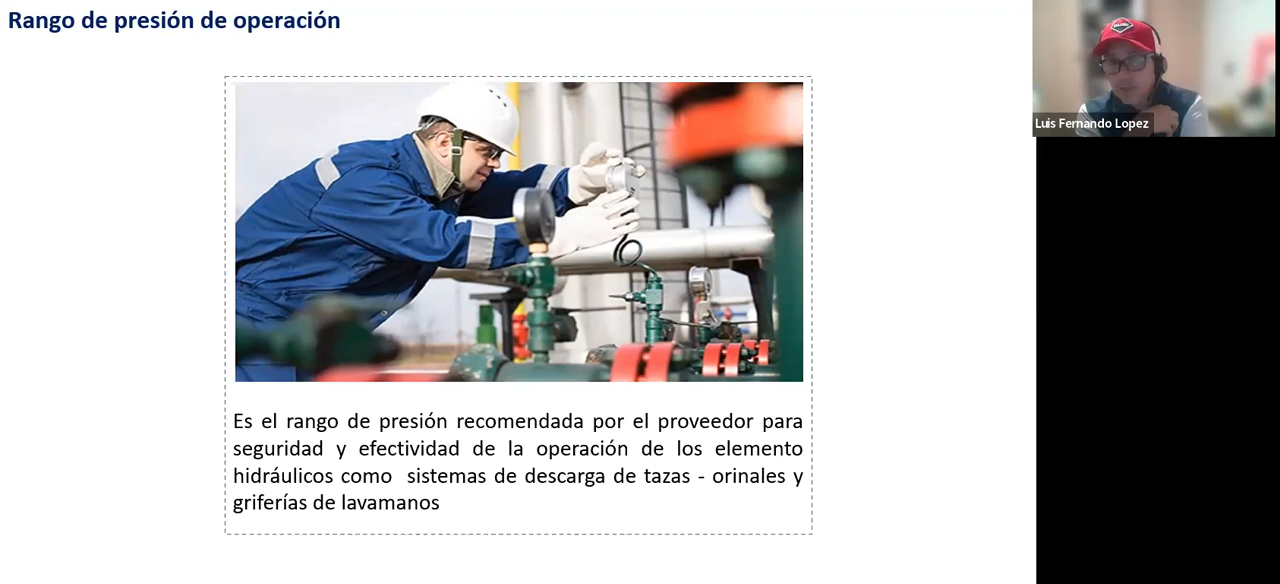 Rango de presión de operación
Luis Fernando Lopez
Es el rango de presión recomendada por el proveedor para
seguridad y efectividad de la operación de los elemento
hidráulicos como sistemas de descarga de tazas - orinales y
griferías de lavamanos